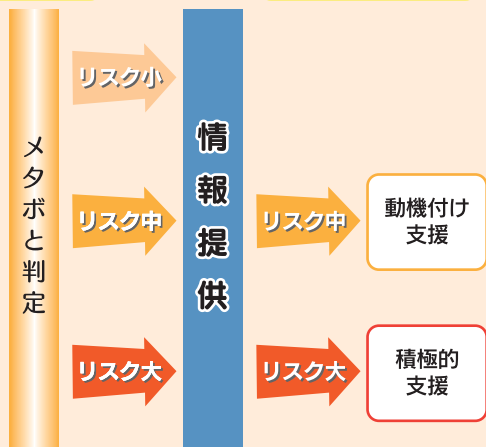 メタボと判定
リスク小
リスク中
リスク大
情報提供
リスク中
リスク大
動機付け
支援
積極的
支援